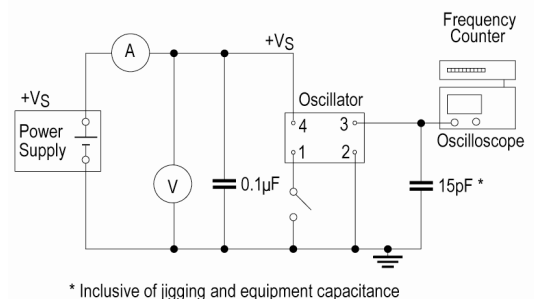 Frequency
Counter
+VS
A
+VS
Oscillator
Power
Supply
4
3
1
2
Oscilloscope
V
0.1µF
15pF *
* Inclusive of jigging and equipment capacitance